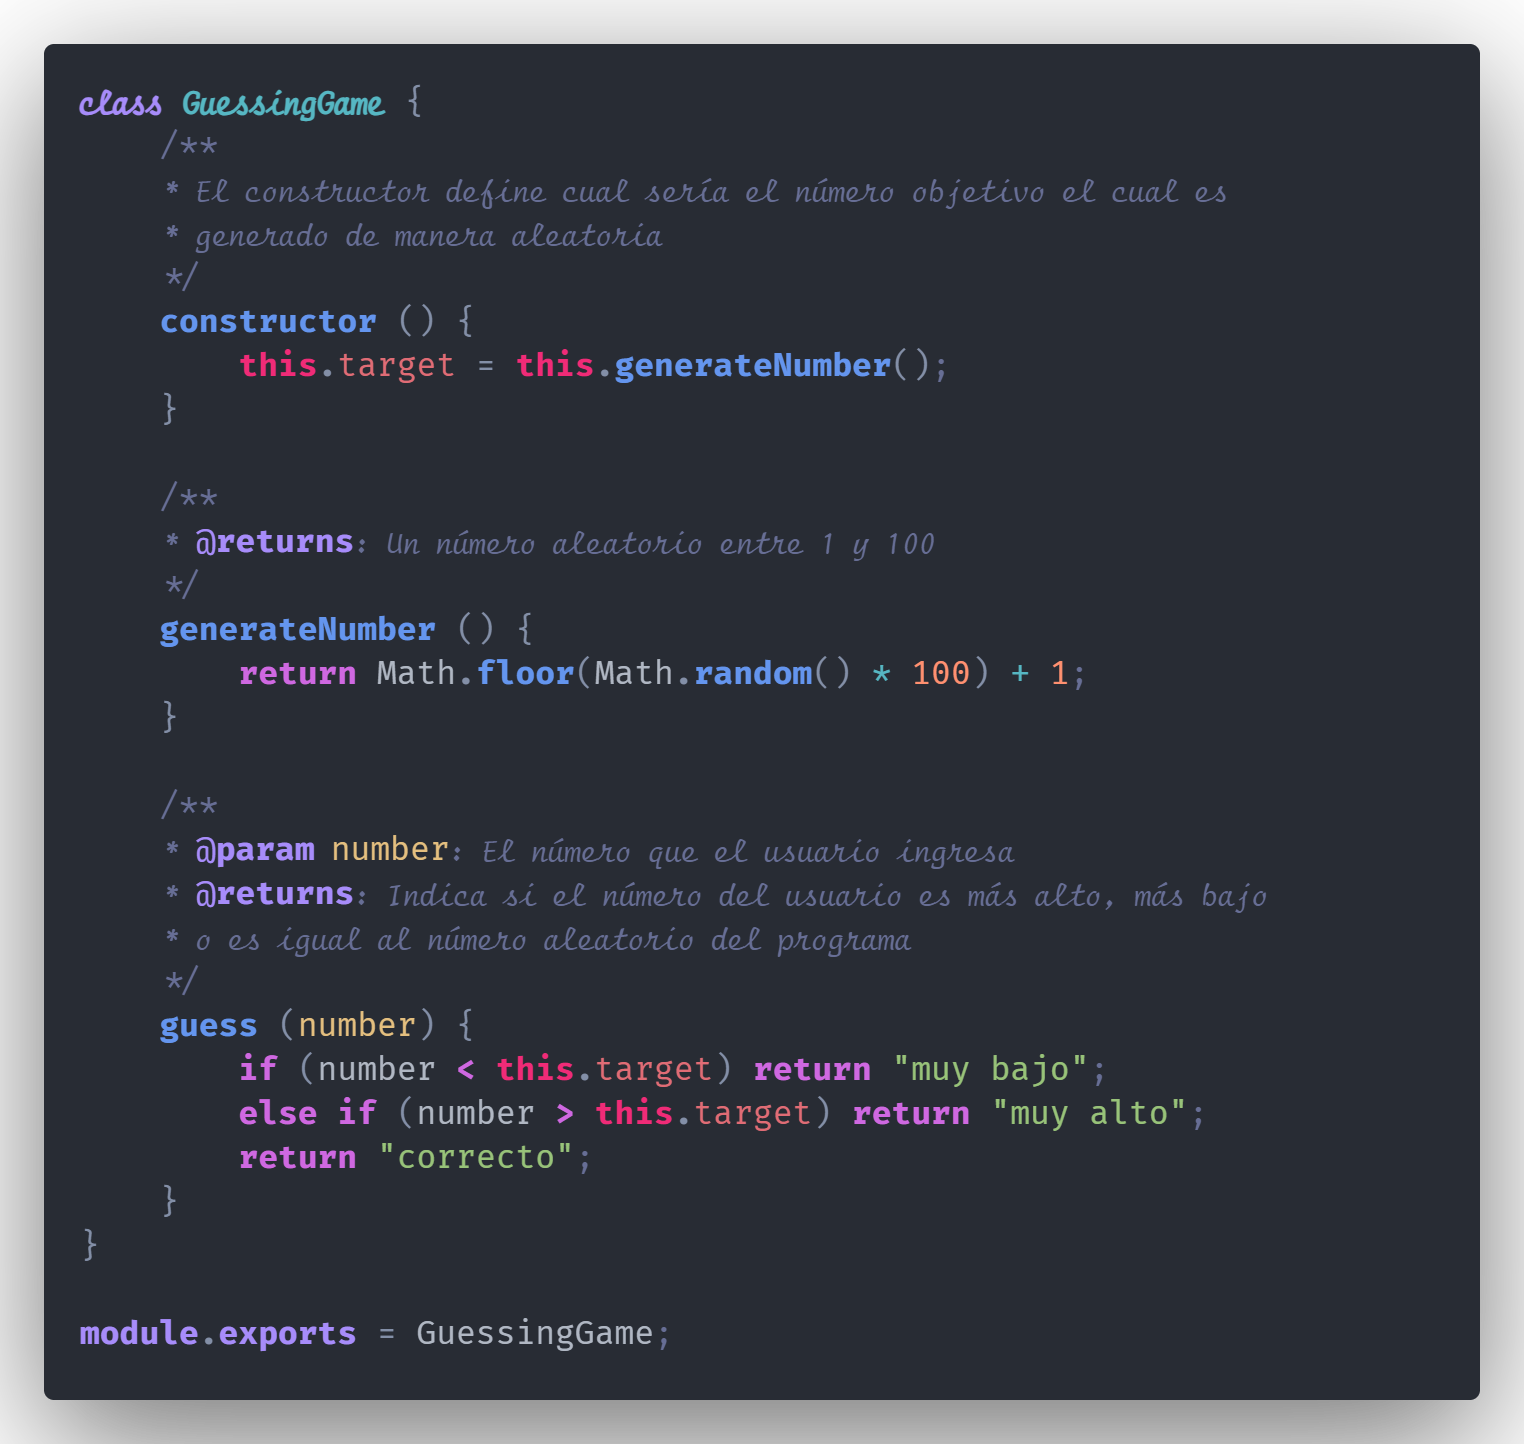 class GuessingGame {
/**
* El constructor define cual sería el número objetivo el cual es
* generado de manera aleatoria
*/
constructor () {
this.target = this.generateNumber();
}
/**
* @returns: Un número aleatorio entre 1 y 100
*/
generateNumber () {
return Math.floor(Math.random() * 100) + 1;
}
/**
* @param number: El número que el usuario ingresa
* @returns: Indica si el número del usuario es más alto, más bajo
* o es igual al número aleatorio del programa
*/
guess (number) {
if (number < this.target) return "muy bajo";
else if (number > this.target) return "muy alto";
return "correcto";
}
}
module.exports = GuessingGame;